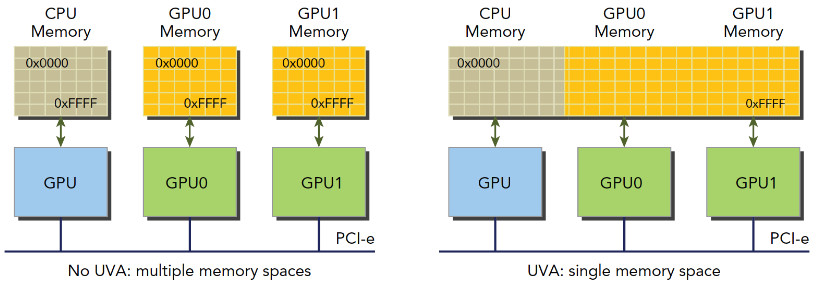 CPU
Memory
GPU0
Memory
GPU1
Memory
0x0000
0xFFFF
0x0000
0xFFFF
0x0000
0xFFFF
GPU
GPU0
GPU1
PCI-e
No UVA: multiple memory spaces
CPU
Memory
GPU0
Memory
GPU1
Memory
0x0000
0xFFFF
GPU
GPU0
GPU1
PCI-e
UVA: single memory space